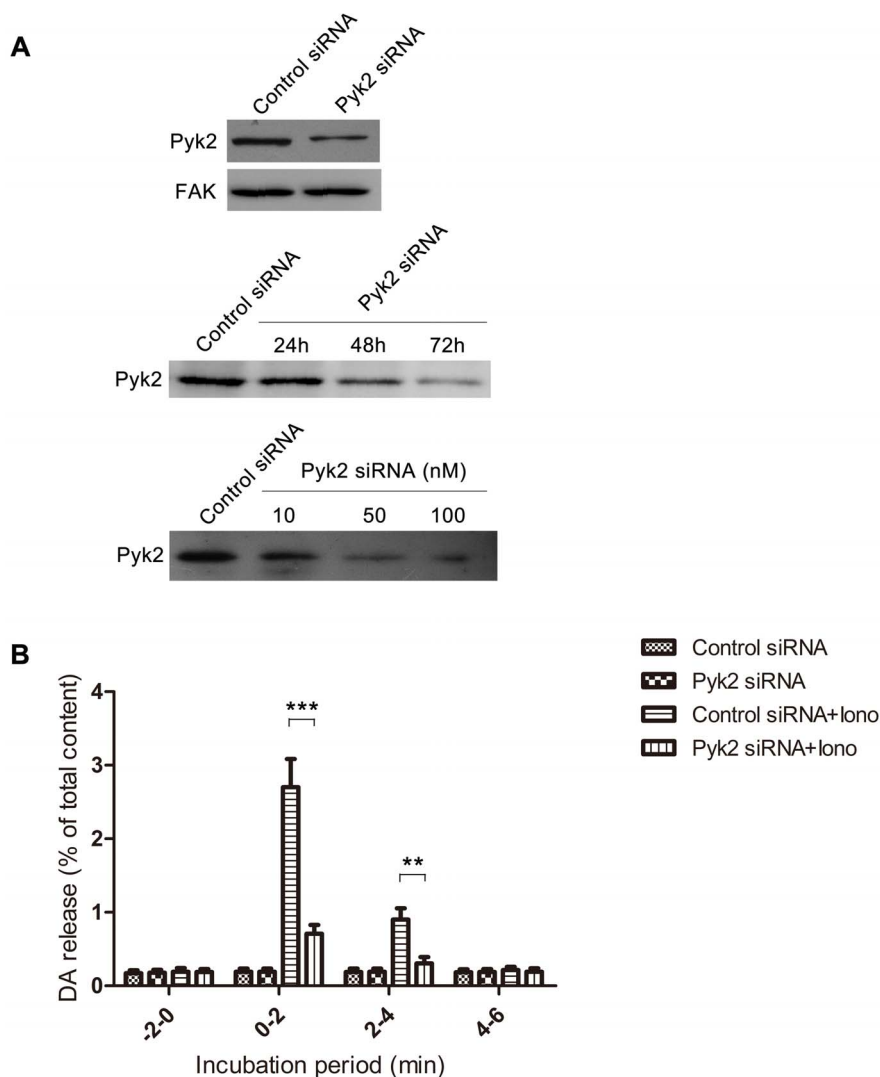 A
Control siRNA
Pyk2 siRNA
Pyk2
FAK
Control siRNA
Pyk2 siRNA
24h 48h 72h
Pyk2
Control siRNA
Pyk2 siRNA (nM)
10 50 100
Pyk2
B
Control siRNA
Pyk2 siRNA
Control siRNA+Iono
Pyk2 siRNA+Iono
DA release (% of total content)
4
3
2
1
0
***
**
-2-0 0-2 2-4 4-6
Incubation period (min)